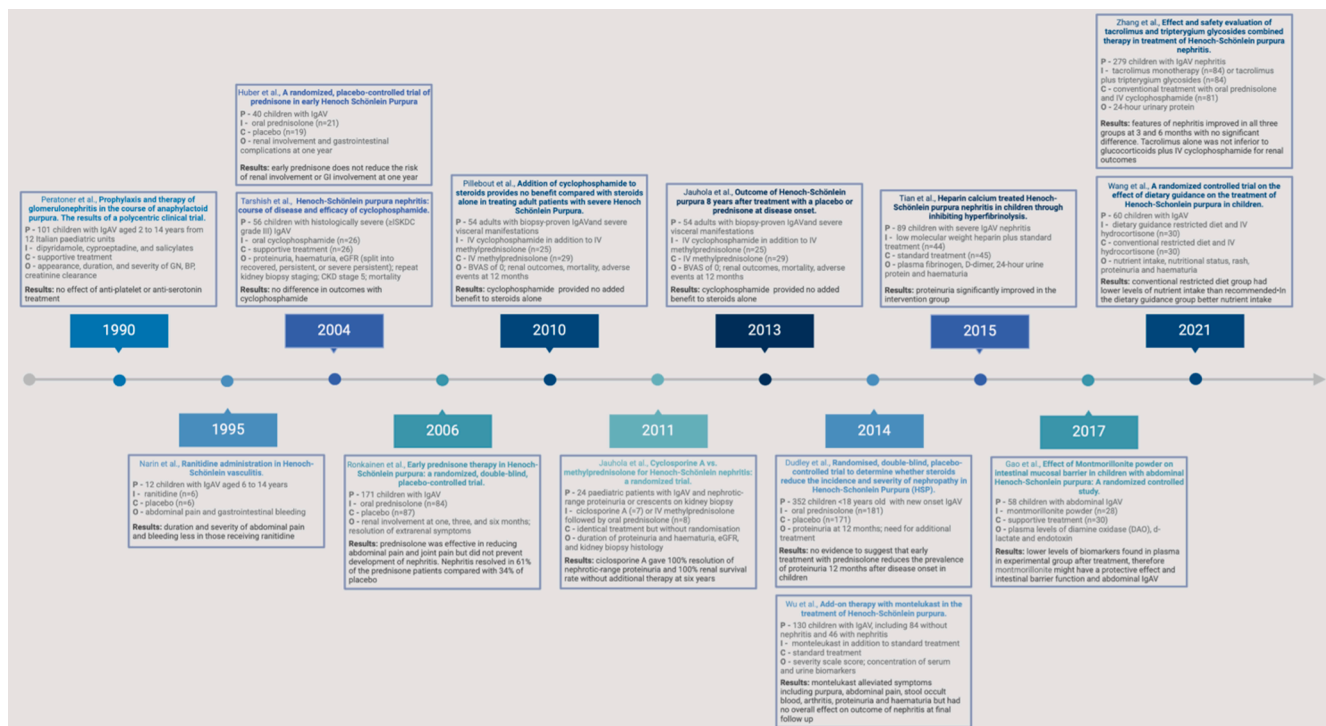 Zhang et al., Effect and safety evaluation of
tacrolimus and tripterygium glycosides combined
therapy in treatment of Henoch-Schönlein purpura
nephritis.
P - 279 children with IgAV nephritis
I - tacrolimus monotherapy (n=84) or tacrolimus
plus tripterygium glycosides (n=84)
C - conventional treatment with oral prednisolone
and IV cyclophosphamide (n=81)
O - 24-hour urinary protein
Results: features of nephritis improved in all three
groups at 3 and 6 months with no significant
difference. Tacrolimus alone was not inferior to
glucocorticoids plus IV cyclophosphamide for renal
outcomes
Huber et al., A randomized, placebo-controlled trial of
prednisone in early Henoch Schönlein Purpura
P - 40 children with IgAV
I - oral prednisolone (n=21)
C - placebo (n=19)
O - renal involvement and gastrointestinal
complications at one year
Results: early prednisone does not reduce the risk
of renal involvement or GI involvement at one year
Peratoner et al., Prophylaxis and therapy of
glomerulonephritis in the course of anaphylactoid
purpura. The results of a polycentric clinical trial.
P - 101 children with IgAV aged 2 to 14 years from
12 Italian paediatric units
I - dipyridamole, cyproeptadine, and salicylates
C - supportive treatment
O - appearance, duration, and severity of GN, BP,
creatinine clearance
Results: no effect of anti-platelet or anti-serotonin
treatment
Tarshish et al., Henoch-Schönlein purpura nephritis:
course of disease and efficacy of cyclophosphamide.
P - 56 children with histologically severe (≥ISKDC
grade III) IgAV
I - oral cyclophosphamide (n=26)
C - supportive treatment (n=26)
O - proteinuria, haematuria, eGFR (split into
recovered, persistent, or severe persistent); repeat
kidney biopsy staging; CKD stage 5; mortality
Results: no difference in outcomes with
cyclophosphamide
Pillebout et al., Addition of cyclophosphamide to
steroids provides no benefit compared with steroids
alone in treating adult patients with severe Henoch
Schönlein Purpura.
P - 54 adults with biopsy-proven IgAVand severe
visceral manifestations
I - IV cyclophosphamide in addition to IV
methylprednisolone (n=25)
C - IV methylprednisolone (n=29)
O - BVAS of 0; renal outcomes, mortality, adverse
events at 12 months
Results: cyclophosphamide provided no added
benefit to steroids alone
Jauhola et al., Outcome of Henoch-Schönlein
purpura 8 years after treatment with a placebo or
prednisone at disease onset.
P - 54 adults with biopsy-proven IgAVand severe
visceral manifestations
I - IV cyclophosphamide in addition to IV
methylprednisolone (n=25)
C - IV methylprednisolone (n=29)
O - BVAS of 0; renal outcomes, mortality, adverse
events at 12 months
Results: cyclophosphamide provided no added
benefit to steroids alone
Tian et al., Heparin calcium treated Henoch-
Schönlein purpura nephritis in children through
inhibiting hyperfibrinolysis.
P - 89 children with severe IgAV nephritis
I - low molecular weight heparin plus standard
treatment (n=44)
C - standard treatment (n=45)
O - plasma fibrinogen, D-dimer, 24-hour urine
protein and haematuria
Results: proteinuria significantly improved in the
intervention group
Wang et al., A randomized controlled trial on the
effect of dietary guidance on the treatment of
Henoch-Schonlein purpura in children.
P - 60 children with IgAV
I - dietary guidance restricted diet and IV
hydrocortisone (n=30)
C - conventional restricted diet and IV
hydrocortisone (n=30)
O - nutrient intake, nutritional status, rash,
proteinuria and haematuria
Results: conventional restricted diet group had
lower levels of nutrient intake than recommended•In
the dietary guidance group better nutrient intake
1990
2004
2010
2013
2015
2021
1995
2006
2011
2014
2017
Narin et al., Ranitidine administration in Henoch-
Schönlein vasculitis.
P - 12 children with IgAV aged 6 to 14 years
I - ranitidine (n=6)
C - placebo (n=6)
O - abdominal pain and gastrointestinal bleeding
Results: duration and severity of abdominal pain
and bleeding less in those receiving ranitidine
Ronkainen et al., Early prednisone therapy in Henoch-
Schönlein purpura: a randomized, double-blind,
placebo-controlled trial.
P - 171 children with IgAV
I - oral prednisolone (n=84)
C - placebo (n=87)
O - renal involvement at one, three, and six months;
resolution of extrarenal symptoms
Results: prednisolone was effective in reducing
abdominal pain and joint pain but did not prevent
development of nephritis. Nephritis resolved in 61%
of the prednisone patients compared with 34% of
placebo
Jauhola et al., Cyclosporine A vs.
methylprednisolone for Henoch-Schönlein nephritis:
a randomized trial.
P - 24 paediatric patients with IgAV and nephrotic-
range proteinuria or crescents on kidney biopsy
I - ciclosporine A (=7) or IV methylprednisolone
followed by oral prednisolone (n=8)
C - identical treatment but without randomisation
O - duration of proteinuria and haematuria, eGFR,
and kidney biopsy histology
Results: ciclosporine A gave 100% resolution of
nephrotic-range proteinuria and 100% renal survival
rate without additional therapy at six years
Dudley et al., Randomised, double-blind, placebo-
controlled trial to determine whether steroids
reduce the incidence and severity of nephropathy in
Henoch-Schonlein Purpura (HSP).
P - 352 children <18 years old with new onset IgAV
I - oral prednisolone (n=181)
C - placebo (n=171)
O - proteinuria at 12 months; need for additional
treatment
Results: no evidence to suggest that early
treatment with prednisolone reduces the prevalence
of proteinuria 12 months after disease onset in
children
Gao et al., Effect of Montmorillonite powder on
intestinal mucosal barrier in children with abdominal
Henoch-Schonlein purpura: A randomized controlled
study.
P - 58 children with abdominal IgAV
I - montmorillonite powder (n=28)
C - supportive treatment (n=30)
O - plasma levels of diamine oxidase (DAO), d-
lactate and endotoxin
Results: lower levels of biomarkers found in plasma
in experimental group after treatment, therefore
montmorillonite might have a protective effect and
intestinal barrier function and abdominal IgAV
Wu et al., Add-on therapy with montelukast in the
treatment of Henoch-Schönlein purpura.
P - 130 children with IgAV, including 84 without
nephritis and 46 with nephritis
I - monteleukast in addition to standard treatment
C - standard treatment
O - severity scale score; concentration of serum
and urine biomarkers
Results: montelukast alleviated symptoms
including purpura, abdominal pain, stool occult
blood, arthritis, proteinuria and haematuria but had
no overall effect on outcome of nephritis at final
follow up